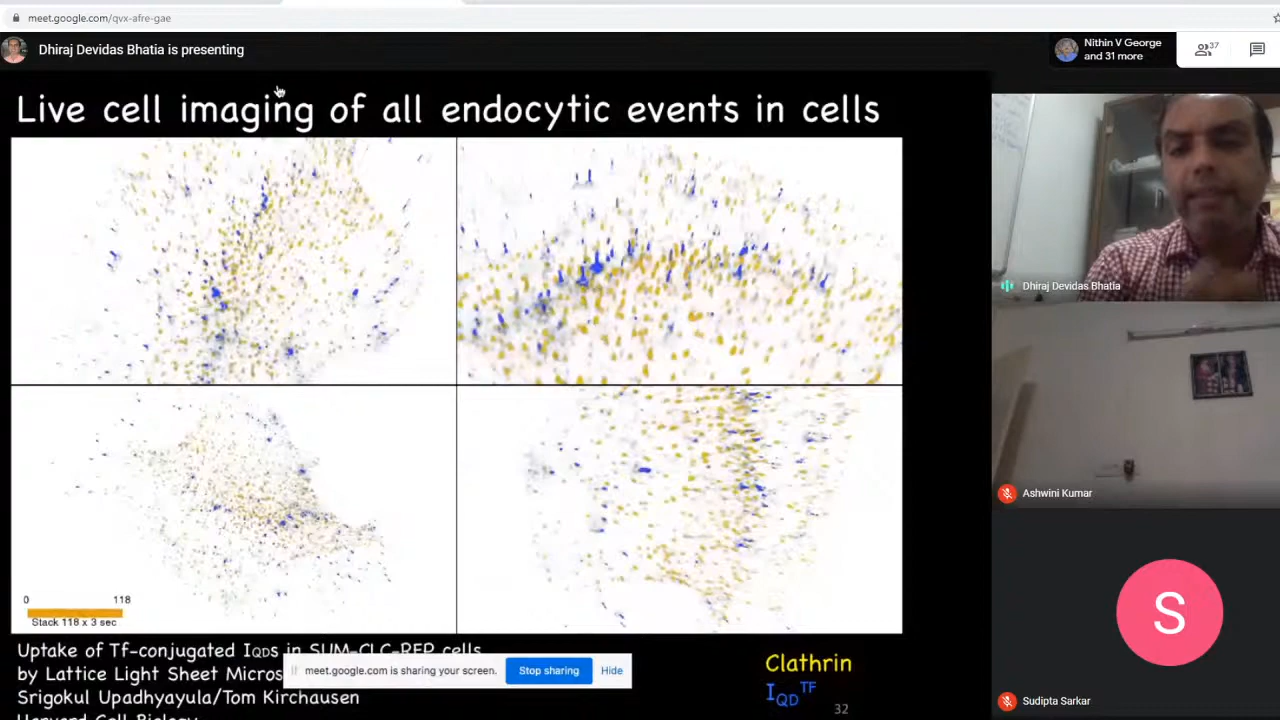 meet.google.com/qvx-afre-gae
Dhiraj Devidas Bhatia is presenting
Nithin V George
and 31 more
37
Live cell imaging of all endocytic events in cells
Dhiraj Devidas Bhatia
Ashwini Kumar
0 118
Stack 118 x 3 sec
Uptake of Tf-conjugated IQDs in SUM-CLC-RFP cells
by Lattice Light Sheet Micros
Srigokul Upadhyayula/Tom Kirchausen
Harvard Cell Biology
meet.google.com is sharing your screen.
Stop sharing
Hide
Clathrin
IQD TF
32
S
Sudipta Sarkar